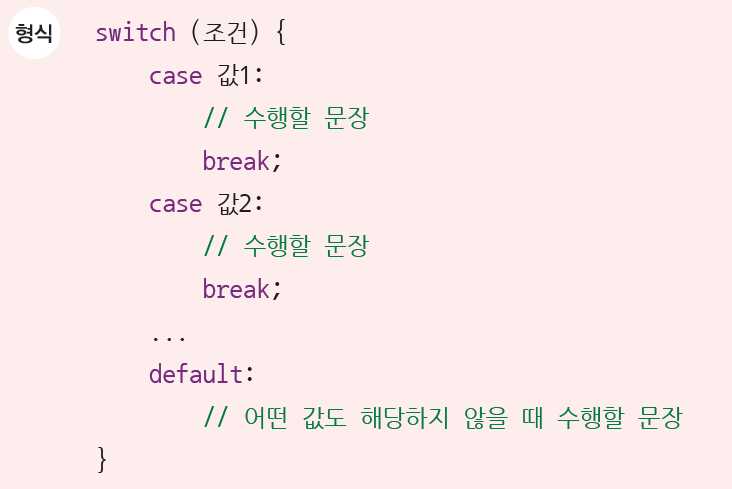 형식 switch (조건) {
case 값1:
// 수행할 문장
break;
case 값2:
// 수행할 문장
break;
...
default:
// 어떤 값도 해당하지 않을 때 수행할 문장
}